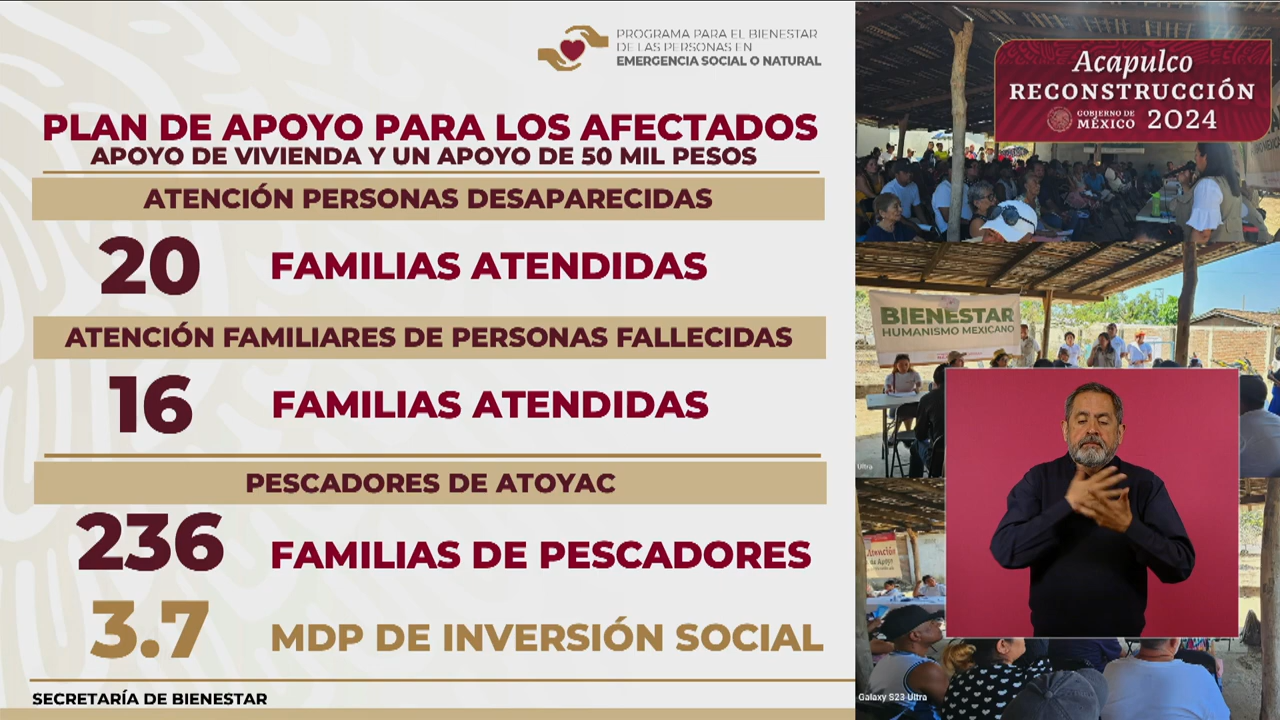 PROGRAMA PARA EL BIENESTAR
DE LAS PERSONAS EN
EMERGENCIA SOCIAL O NATURAL
PLAN DE APOYO PARA LOS AFECTADOS
APOYO DE VIVIENDA Y UN APOYO DE 50 MIL PESOS
ATENCIÓN PERSONAS DESAPARECIDAS
20 FAMILIAS ATENDIDAS
ATENCIÓN FAMILIARES DE PERSONAS FALLECIDAS
16 FAMILIAS ATENDIDAS
PESCADORES DE ATOYAC
236 FAMILIAS DE PESCADORES
3.7 MDP DE INVERSIÓN SOCIAL
SECRETARÍA DE BIENESTAR
Acapulco
RECONSTRUCCIÓN
GOBIERNO DE
MÉXICO 2024
BIENESTAR
HUMANISMO MEXICANO
Ultra
Atención
Galaxy S23 Ultra